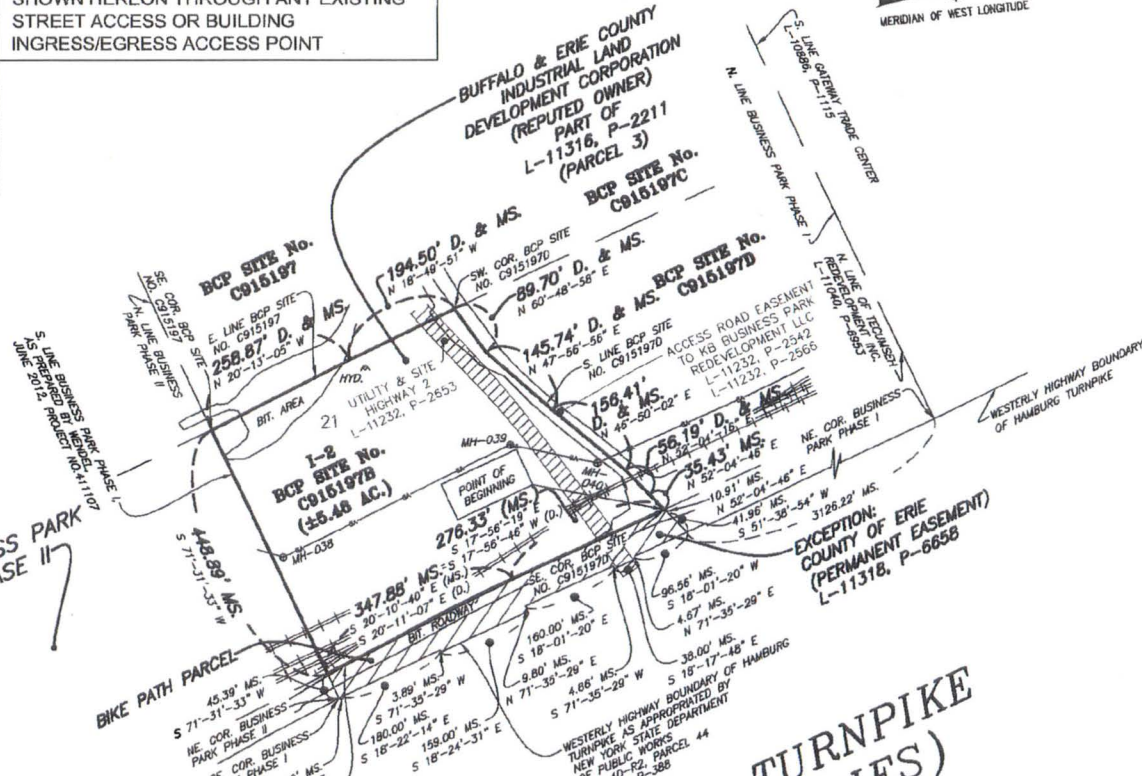 SHOWN HEREON THROUGH ANY EXISTING
STREET ACCESS OR BUILDING
INGRESS/EGRESS ACCESS POINT
MERIDIAN OF WEST LONGITUDE
BUFFALO & ERIE COUNTY
INDUSTRIAL LAND
DEVELOPMENT CORPORATION
(REPUTED OWNER)
PART OF
L-11316, P-2211
(PARCEL 3)
BCP SITE No.
C915197C
S. LINE GATEWAY TRADE CENTER
L-10886, P-1115
N. LINE BUSINESS PARK PHASE I
N. LINE OF TECUMSEH
REDEVELOPMENT INC.
WESTERLY HIGHWAY BOUNDARY
OF HAMBURG TURNPIKE
BCP SITE No.
C915197
SE. COR. BCP SITE
NO. C915197
N. LINE BUSINESS
PARK PHASE II
E. LINE BCP SITE
NO. C915197
258.87' D. & MS.
N 20°-13'-05" W
194.50' D. & MS.
N 18°-49'-51" W
SW. COR. BCP SITE
NO. C915197D
89.70' D. & MS.
N 60°-48'-58" E
BCP SITE No.
C915197D
145.74' D. & MS.
N 47°-56'-56" E
S. LINE BCP SITE
NO. C915197D
ACCESS ROAD EASEMENT
TO KB BUSINESS PARK
REDEVELOPMENT LLC
L-11232, P-2542
L-11232, P-2566
156.41'
D. & MS.
N 45°-50'-02" E
56.19' D. & MS.
N 52°-04'-16" E
35.43' MS.
N 52°-04'-46" E
NE. COR. BUSINESS
PARK PHASE I
10.91' MS.
N 52°-04'-46" E
41.96' MS.
S 51°-38'-54" W
3126.22' MS.
EXCEPTION:
COUNTY OF ERIE
(PERMANENT EASEMENT)
L-11318, P-6658
S. LINE BUSINESS PARK PHASE I,
AS PREPARED BY WENDEL,
JUNE 2012, PROJECT NO.411107
HYD.
BIT. AREA
21
UTILITY & SITE
HIGHWAY 2
L-11232, P-2553
I-2
BCP SITE No.
C915197B
(±5.48 AC.)
MH-039
MH-040
MH-038
POINT OF
BEGINNING
276.33' (MS.)
S 17°-56'-19" E
S 17°-56'-46" W (D.)
SE. COR. BCP SITE
NO. C915197D
448.89' MS.
S 71°-31'-33" W
347.88' MS.
S 20°-10'-40" E (MS.)
S 20°-11'-07" E (D.)
BIT. ROADWAY
SS PARK
ASE II
BIKE PATH PARCEL
45.39' MS.
S 71°-31'-33" W
NE. COR. BUSINESS
PARK PHASE II
COR. BUSINESS
3.89' MS.
S 71°-35'-29" W
180.00' MS.
S 18°-22'-14" E
159.00' MS.
S 18°-24'-31" E
160.00' MS.
S 18°-01'-20" E
9.80' MS.
N 71°-35'-29" E
4.86' MS.
S 71°-35'-29" W
96.56' MS.
S 18°-01'-20" W
4.67' MS.
N 71°-35'-29" E
38.00' MS.
S 18°-17'-48" E
WESTERLY HIGHWAY BOUNDARY OF HAMBURG
TURNPIKE AS APPROPRIATED BY
NEW YORK STATE DEPARTMENT
OF PUBLIC WORKS
PARCEL 44
TURNPIKE